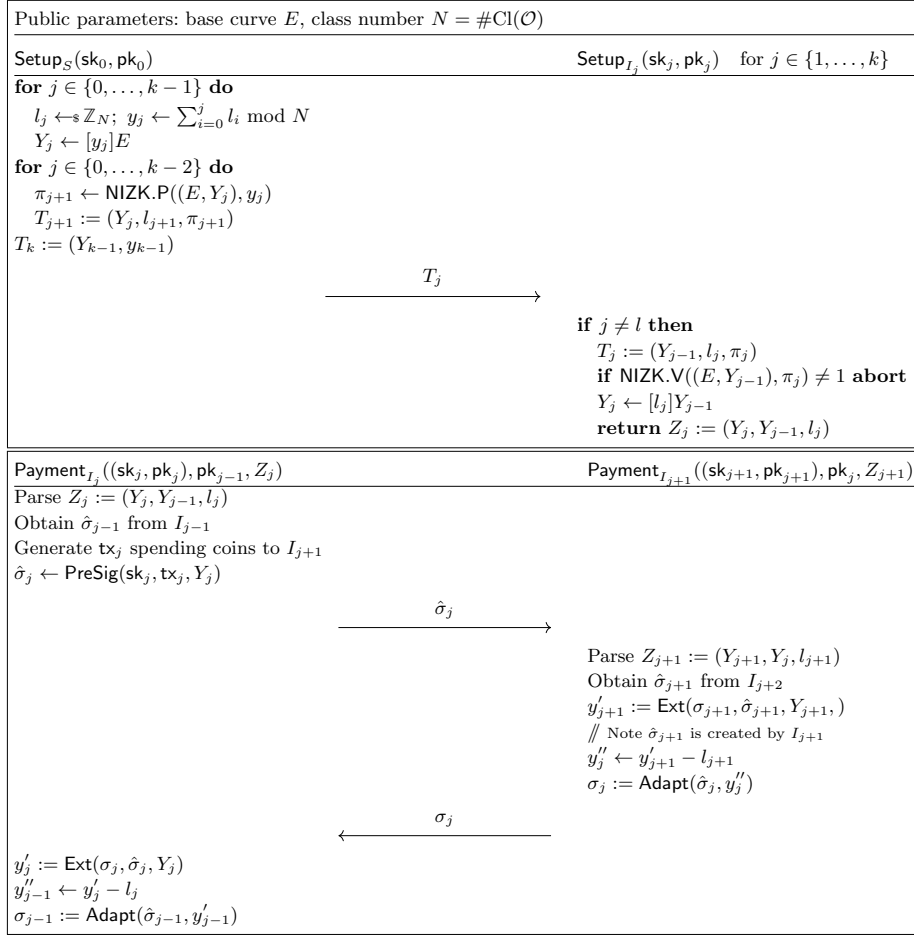 Public parameters: base curve E, class number N = #Cl(𝒪)
Setup_S(sk_0, pk_0)
Setup_{I_j}(sk_j, pk_j) for j ∈ {1, . . . , k}
for j ∈ {0, . . . , k − 1} do
l_j ←$ ℤ_N; y_j ← ∑_{i=0}^{j} l_i mod N
Y_j ← [y_j]E
for j ∈ {0, . . . , k − 2} do
π_{j+1} ← NIZK.P((E, Y_j), y_j)
T_{j+1} := (Y_j, l_{j+1}, π_{j+1})
T_k := (Y_{k−1}, y_{k−1})
T_j
if j ≠ l then
T_j := (Y_{j−1}, l_j, π_j)
if NIZK.V((E, Y_{j−1}), π_j) ≠ 1 abort
Y_j ← [l_j]Y_{j−1}
return Z_j := (Y_j, Y_{j−1}, l_j)
Payment_{I_j}((sk_j, pk_j), pk_{j−1}, Z_j)
Payment_{I_{j+1}}((sk_{j+1}, pk_{j+1}), pk_j, Z_{j+1})
Parse Z_j := (Y_j, Y_{j−1}, l_j)
Obtain σ̂_{j−1} from I_{j−1}
Generate tx_j spending coins to I_{j+1}
σ̂_j ← PreSig(sk_j, tx_j, Y_j)
σ̂_j
Parse Z_{j+1} := (Y_{j+1}, Y_j, l_{j+1})
Obtain σ̂_{j+1} from I_{j+2}
y′_{j+1} := Ext(σ_{j+1}, σ̂_{j+1}, Y_{j+1}, )
// Note σ̂_{j+1} is created by I_{j+1}
y″_j ← y′_{j+1} − l_{j+1}
σ_j := Adapt(σ̂_j, y″_j)
σ_j
y′_j := Ext(σ_j, σ̂_j, Y_j)
y″_{j−1} ← y′_j − l_j
σ_{j−1} := Adapt(σ̂_{j−1}, y′_{j−1})